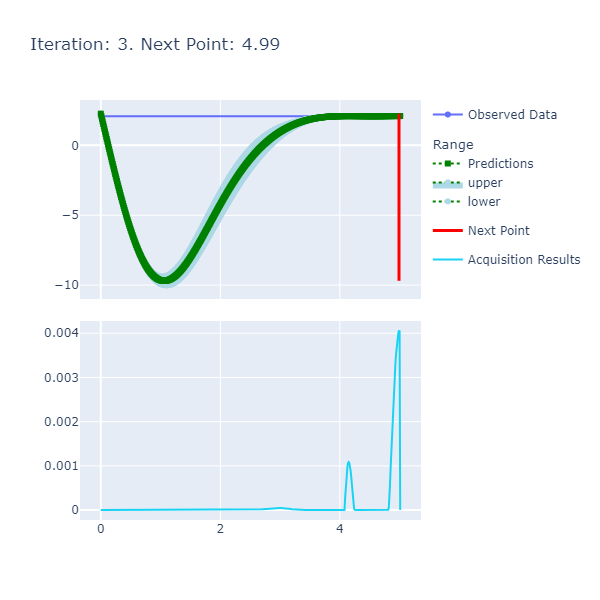 Iteration: 3. Next Point: 4.99
0
−5
−10
Observed Data
Range
Predictions
upper
lower
Next Point
Acquisition Results
0.004
0.003
0.002
0.001
0
0 2 4